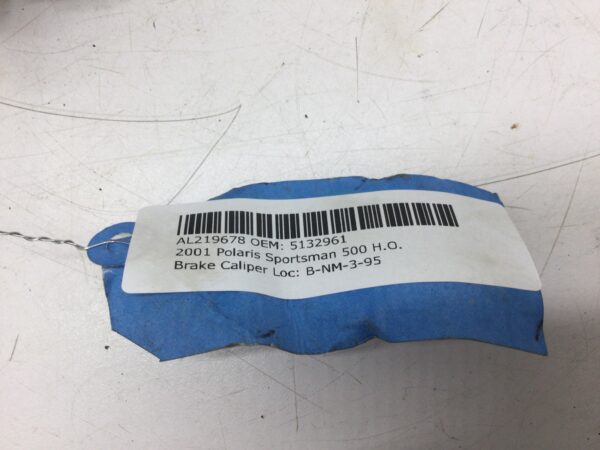 AL219678 OEM: 5132961
2001 Polaris Sportsman 500 H.O.
Brake Caliper Loc: B-NM-3-95